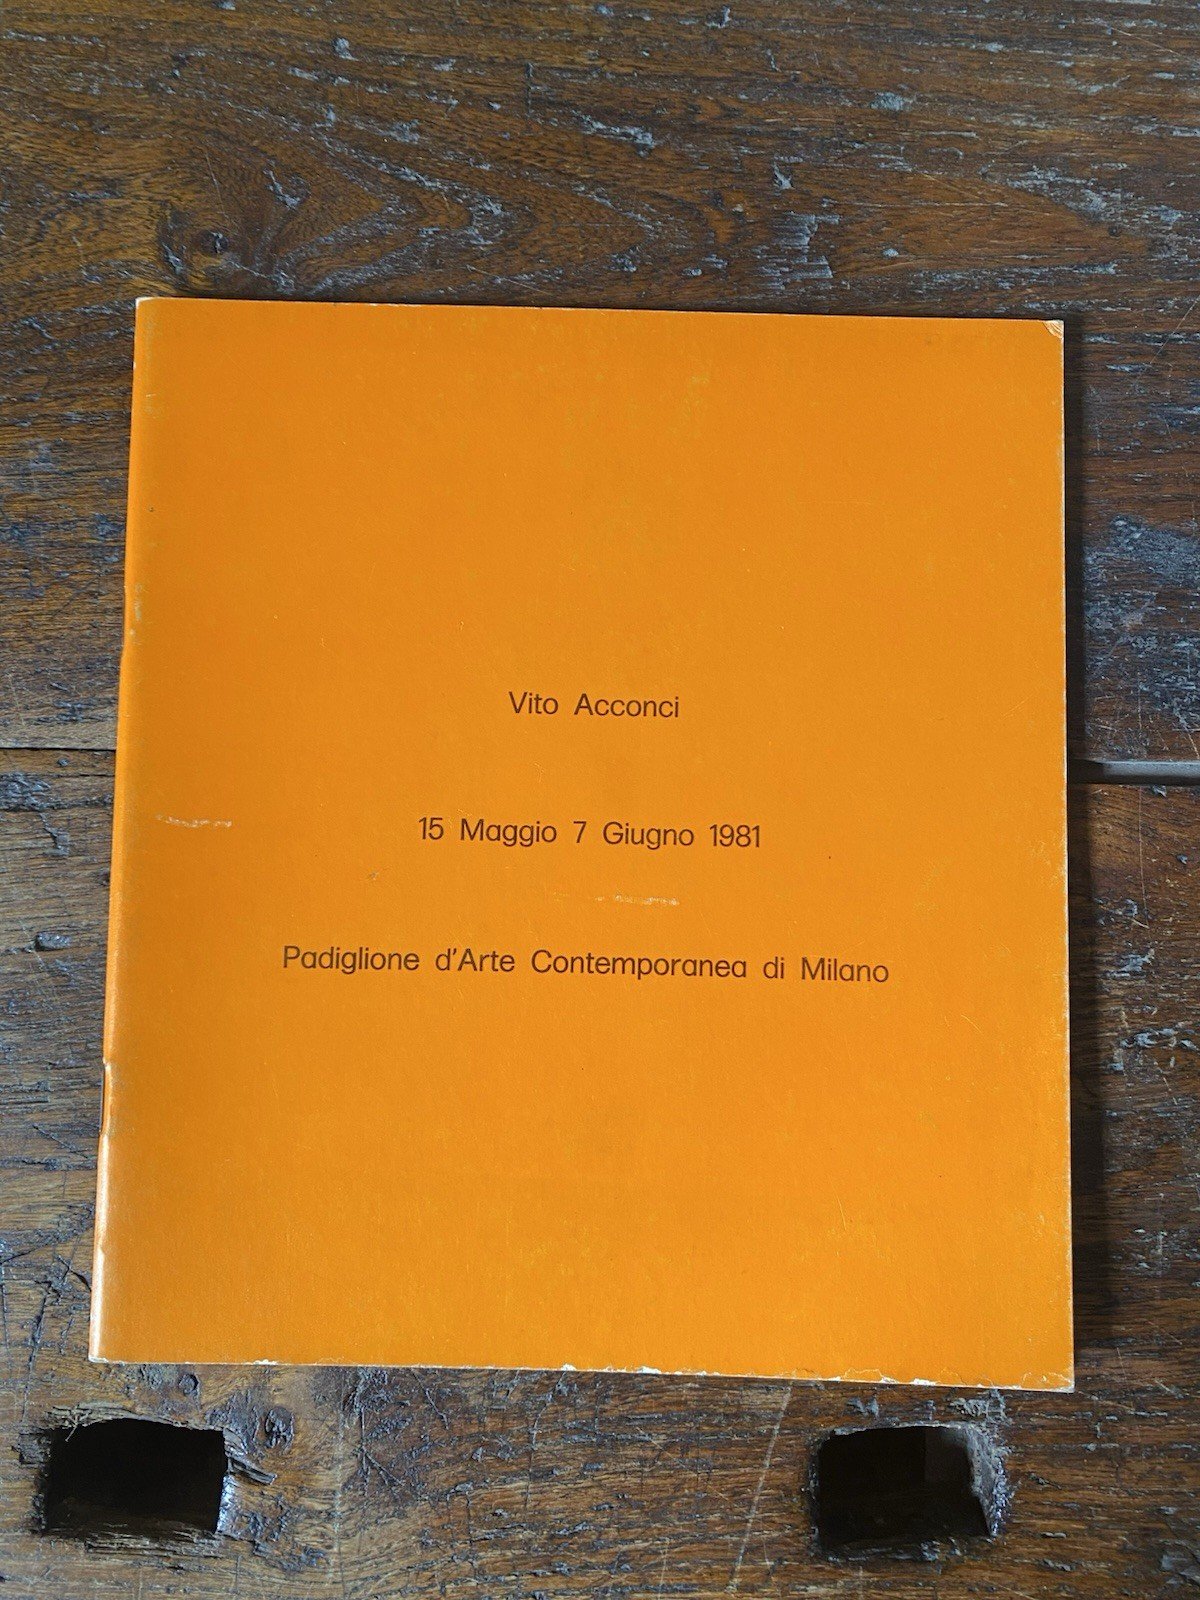 Vito Acconci
15 Maggio 7 Giugno 1981
Padiglione d'Arte Contemporanea di Milano